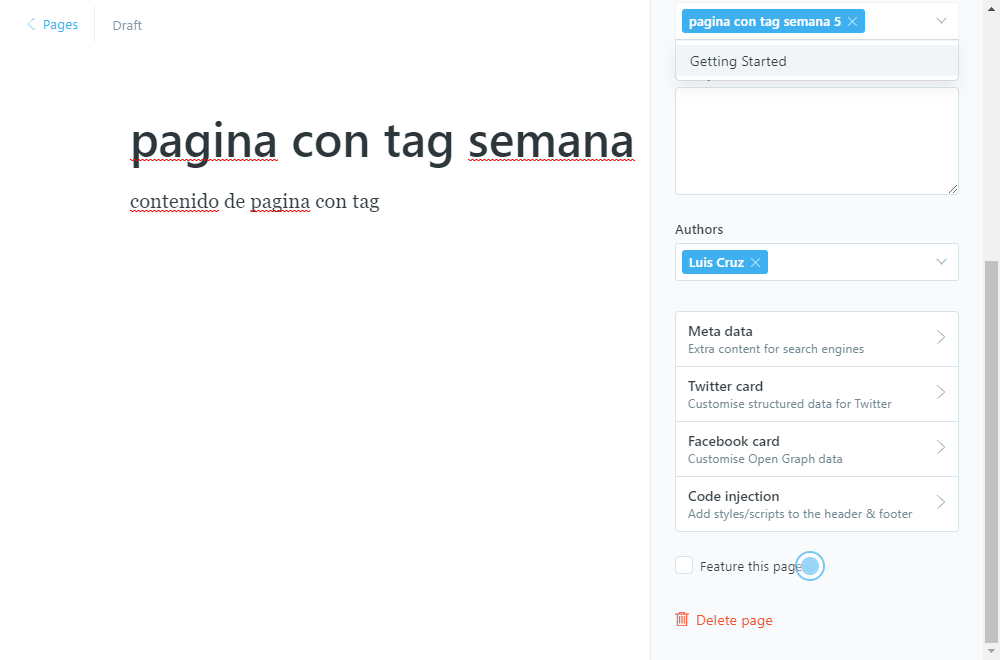 Pages
Draft
pagina con tag semana
contenido de pagina con tag
pagina con tag semana 5
Getting Started
Authors
Luis Cruz
Meta data
Extra content for search engines
Twitter card
Customise structured data for Twitter
Facebook card
Customise Open Graph data
Code injection
Add styles/scripts to the header & footer
Feature this page
Delete page